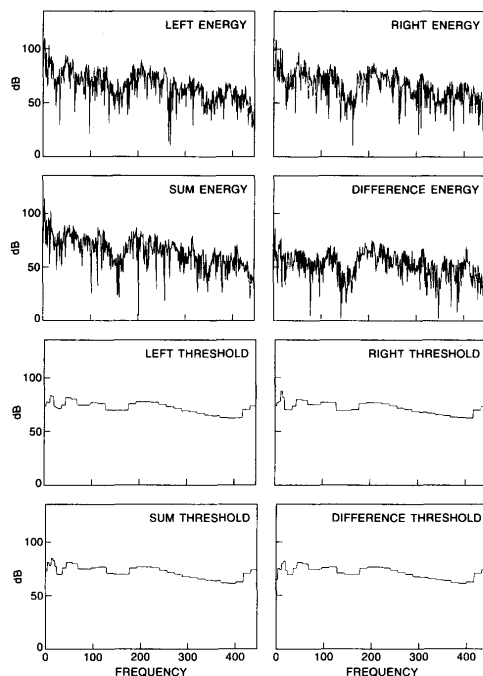 LEFT ENERGY
RIGHT ENERGY
100
50
0
dB
SUM ENERGY
DIFFERENCE ENERGY
100
50
0
dB
LEFT THRESHOLD
RIGHT THRESHOLD
100
50
0
dB
SUM THRESHOLD
DIFFERENCE THRESHOLD
100
50
0
dB
0 100 200 300 400
0 100 200 300 400
FREQUENCY
FREQUENCY